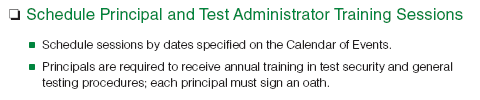 ❏ Schedule Principal and Test Administrator Training Sessions
■ Schedule sessions by dates specified on the Calendar of Events.
■ Principals are required to receive annual training in test security and general
testing procedures; each principal must sign an oath.